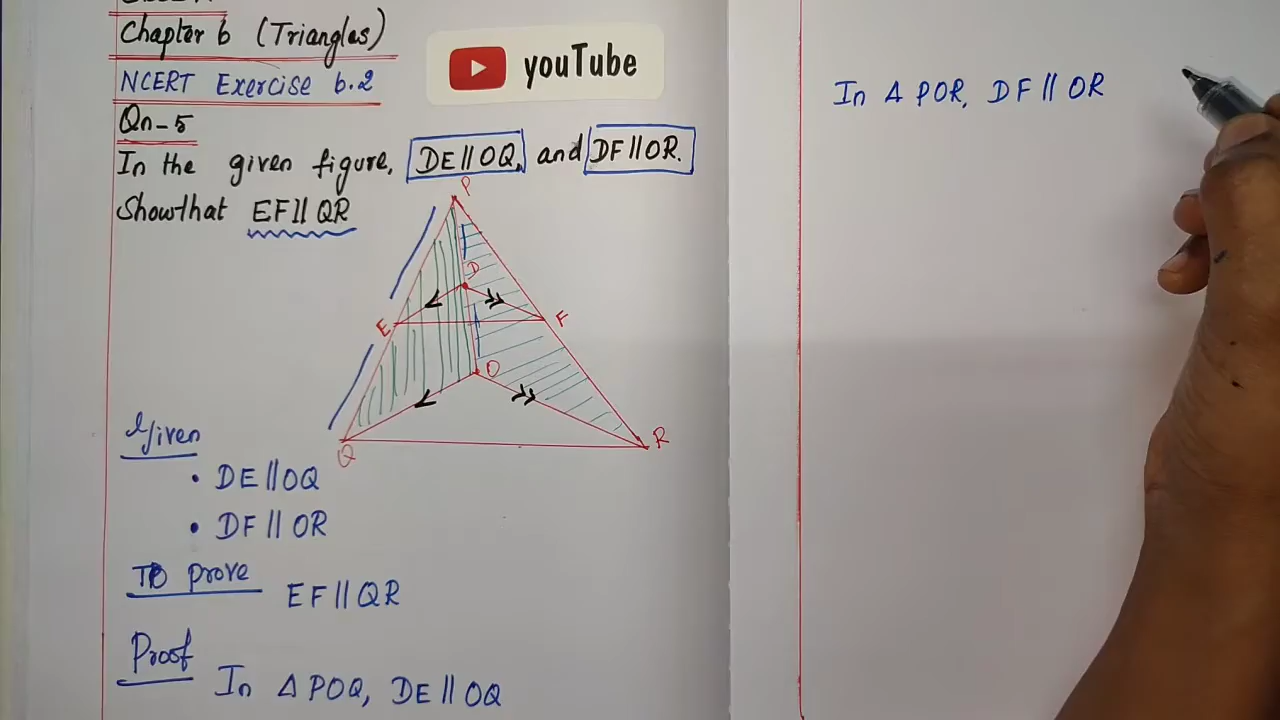 Chapter 6 (Triangles)
NCERT Exercise 6.2
Qn-5
In the given figure, DE||OQ, and DF||OR.
Show that EF||QR
P
D
E
F
O
Q
R
Given
• DE||OQ
• DF||OR
To prove
EF||QR
Proof
In Δ POQ, DE||OQ
youTube
In Δ POR, DF||OR